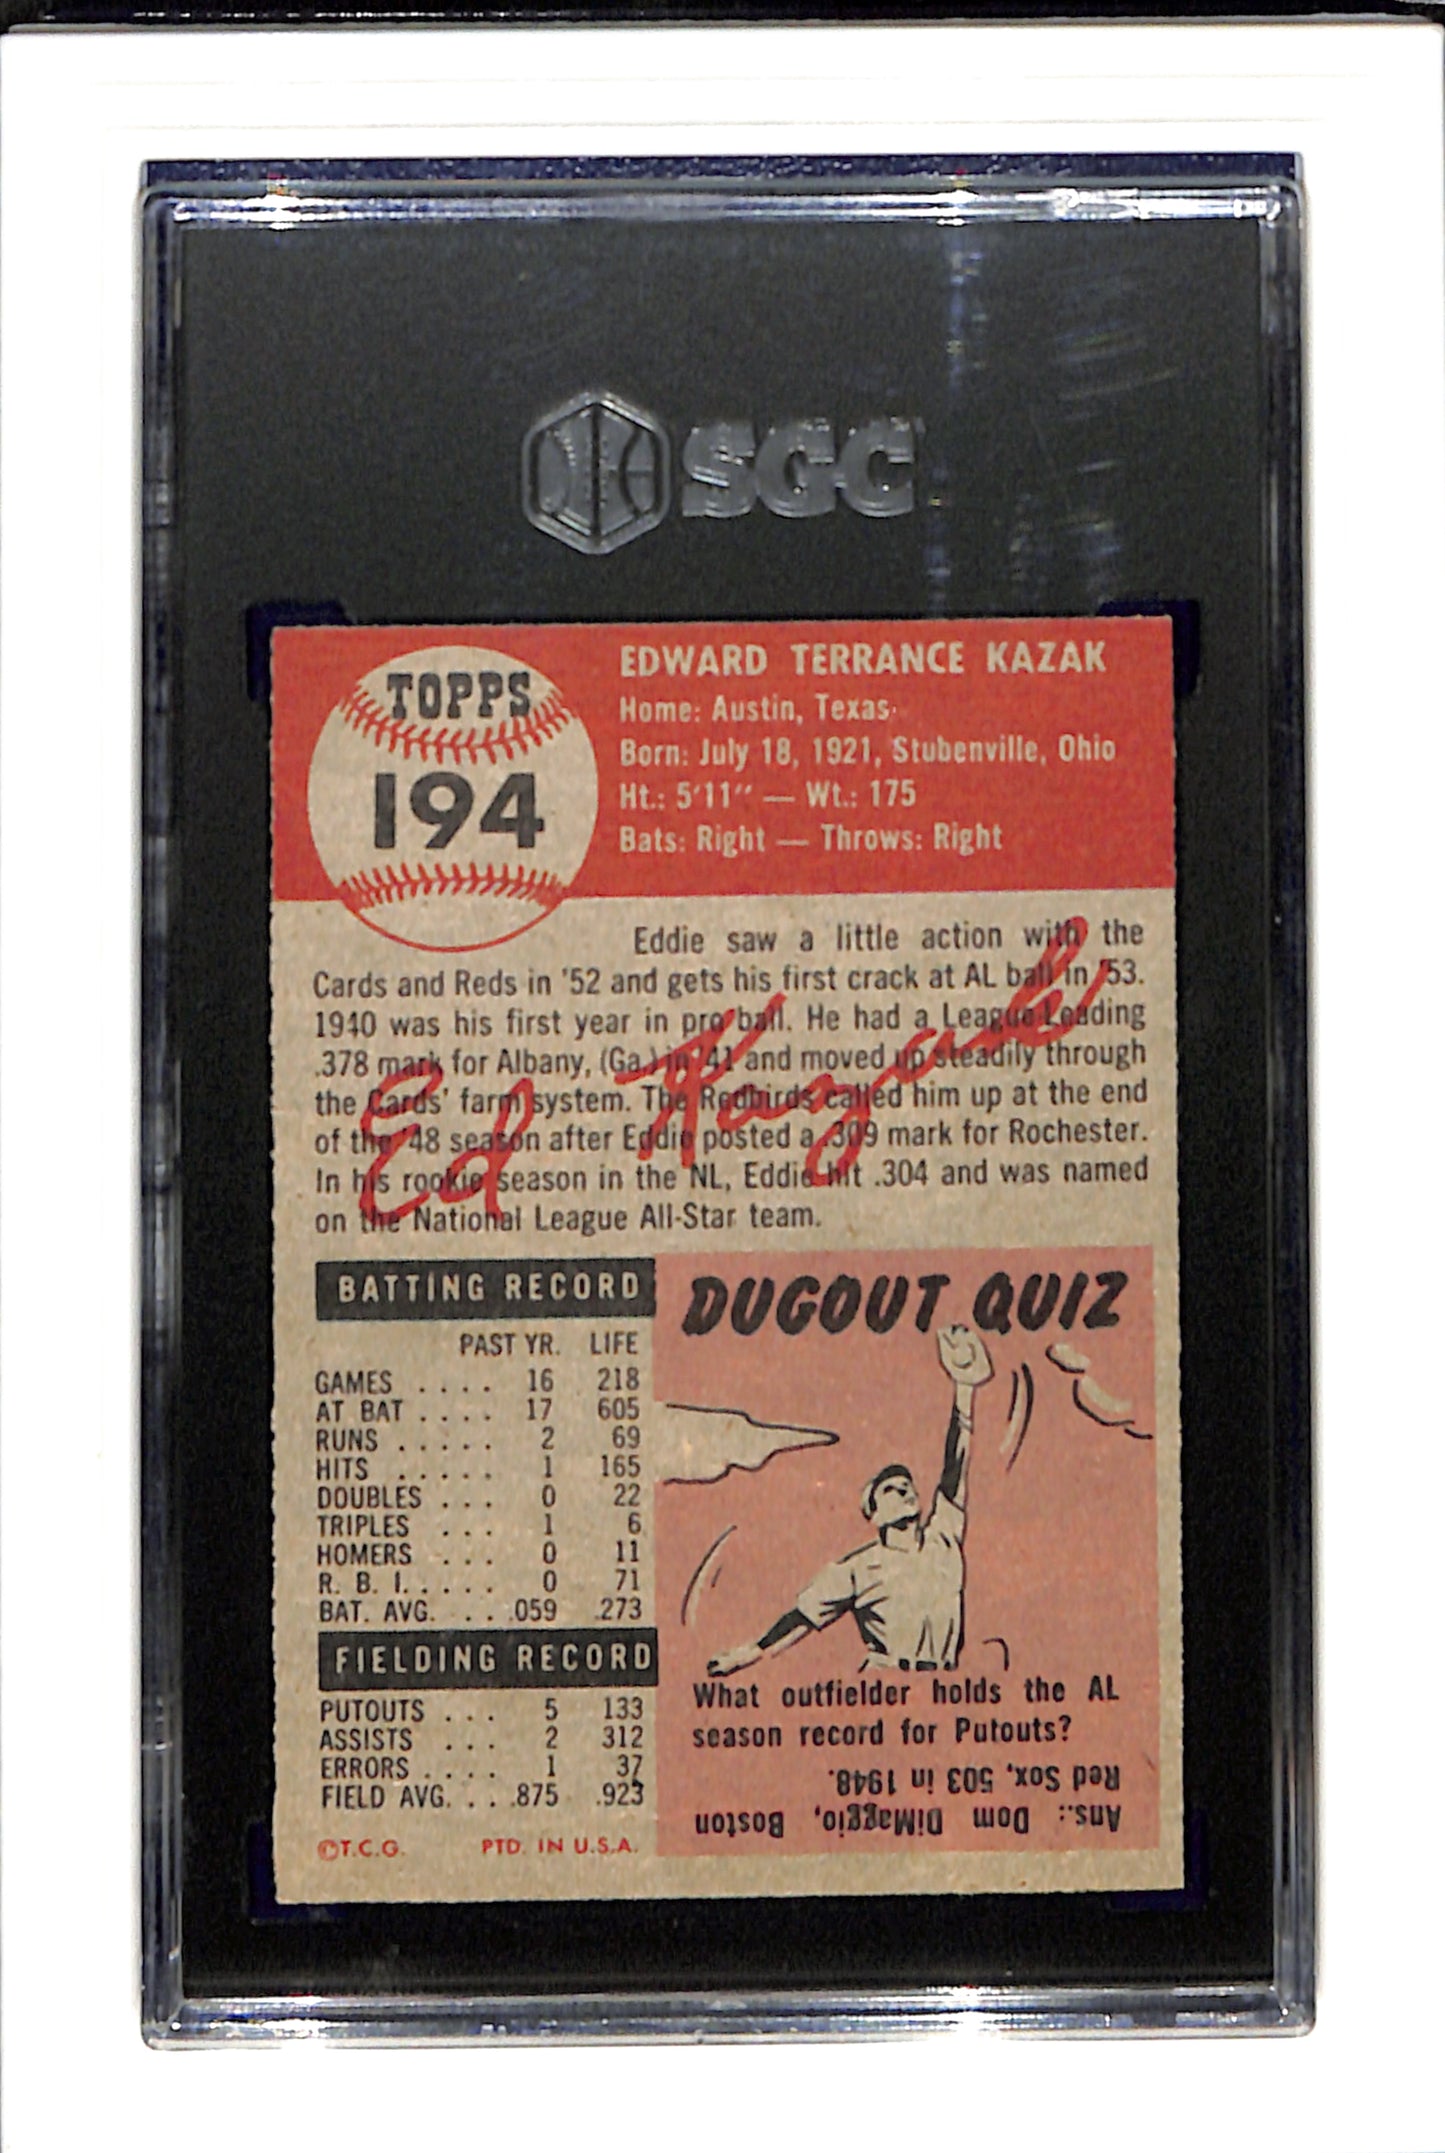 SGC
TOPPS
194
EDWARD TERRANCE KAZAK
Home: Austin, Texas.
Born: July 18, 1921, Stubenville, Ohio
Ht.: 5'11" — Wt.: 175
Bats: Right — Throws: Right
Eddie saw a little action with the
Cards and Reds in '52 and gets his first crack at AL ball in '53.
1940 was his first year in pro ball. He had a League Leading
.378 mark for Albany, (Ga.) in '41 and moved up steadily through
the Cards' farm system. The Redbirds called him up at the end
of the '48 season after Eddie posted a .309 mark for Rochester.
In his rookie season in the NL, Eddie hit .304 and was named
on the National League All-Star team.
Ed Kazak
BATTING RECORD
PAST YR. LIFE
GAMES . . . . 16 218
AT BAT . . . . 17 605
RUNS . . . . . 2 69
HITS . . . . . 1 165
DOUBLES . . . 0 22
TRIPLES . . . 1 6
HOMERS . . . 0 11
R. B. I. . . . . 0 71
BAT. AVG. . . .059 .273
FIELDING RECORD
PUTOUTS . . . 5 133
ASSISTS . . . 2 312
ERRORS . . . . 1 37
FIELD AVG. . . .875 .923
©T.C.G. PTD. IN U.S.A.
DUGOUT QUIZ
What outfielder holds the AL
season record for Putouts?
Ans.: Dom DiMaggio, Boston
Red Sox, 503 in 1948.